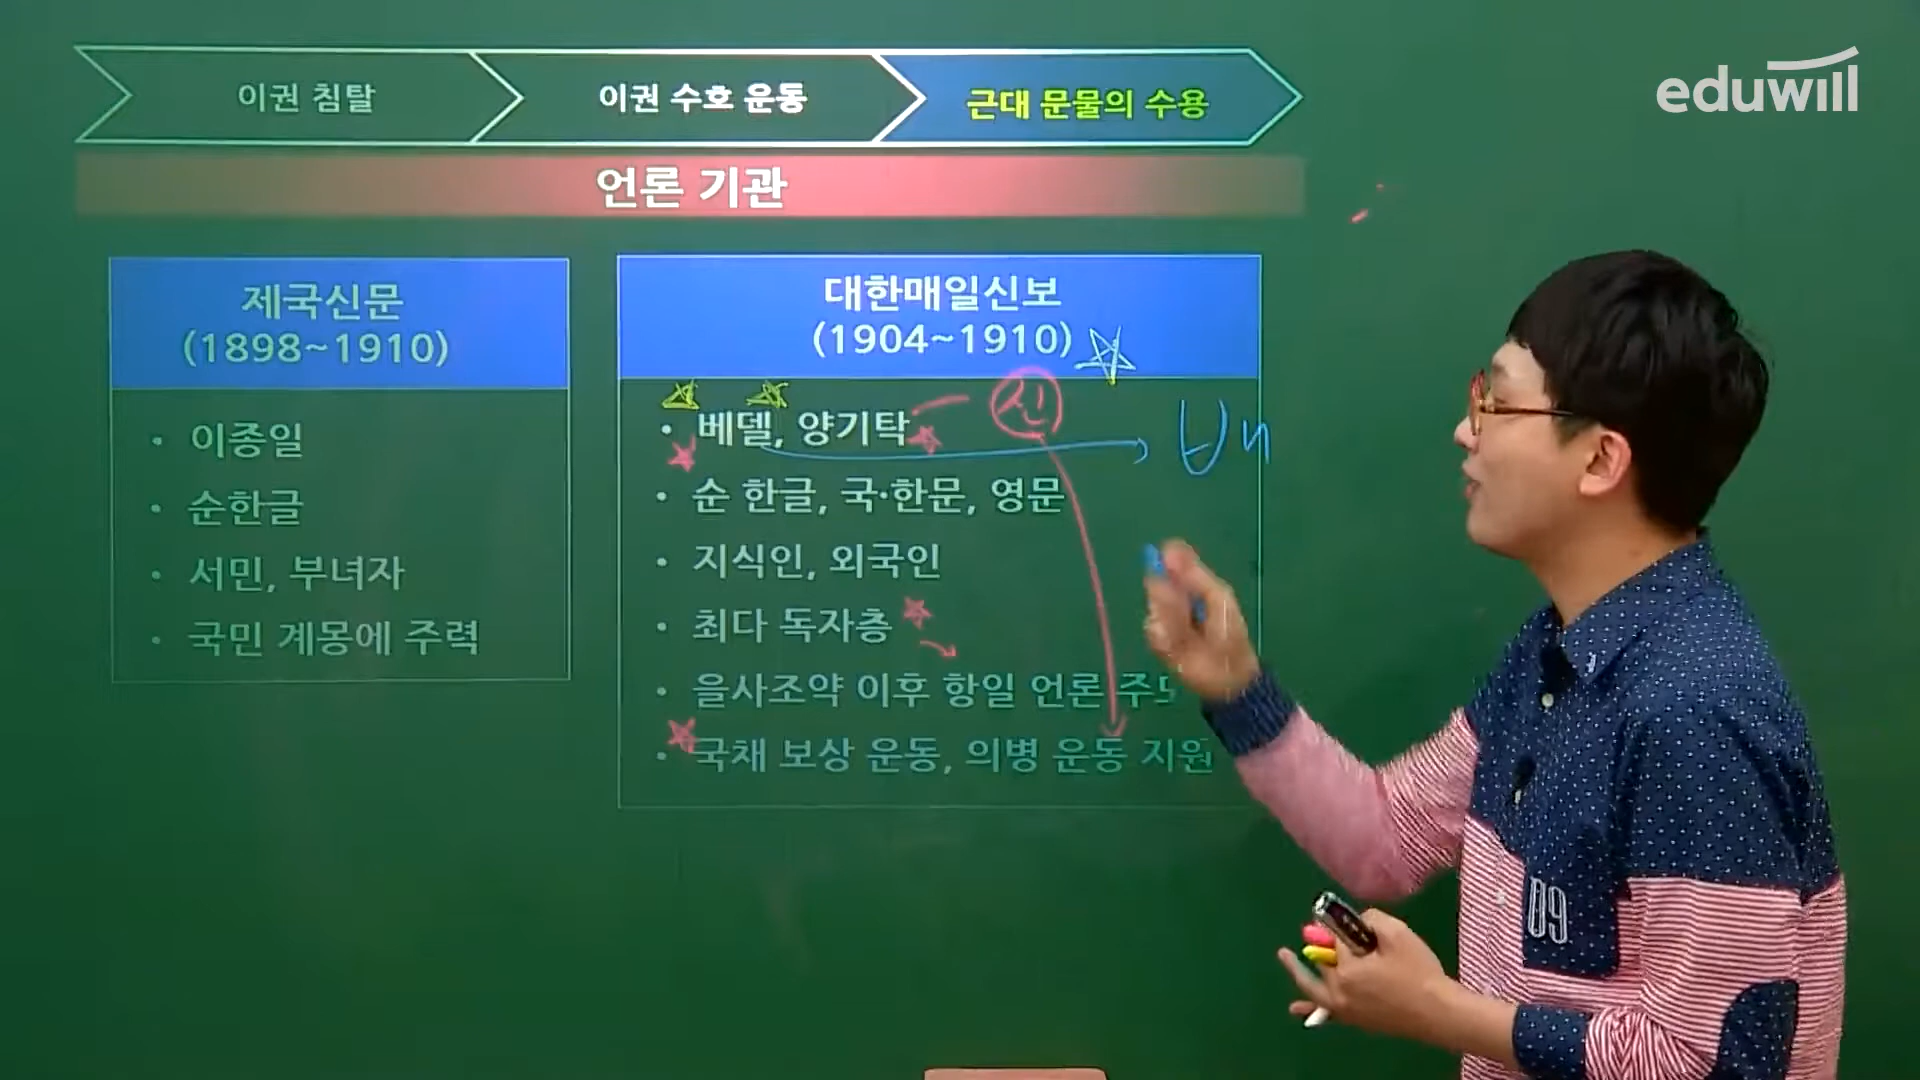 이권 침탈
이권 수호 운동
근대 문물의 수용
eduwill
언론 기관
제국신문
(1898~1910)
• 이종일
• 순한글
• 서민, 부녀자
• 국민 계몽에 주력
대한매일신보
(1904~1910)
• 베델, 양기탁
신
• 순 한글, 국·한문, 영문
• 지식인, 외국인
• 최다 독자층
• 을사조약 이후 항일 언론
• 국채 보상 운동, 의병 운동 지원
09